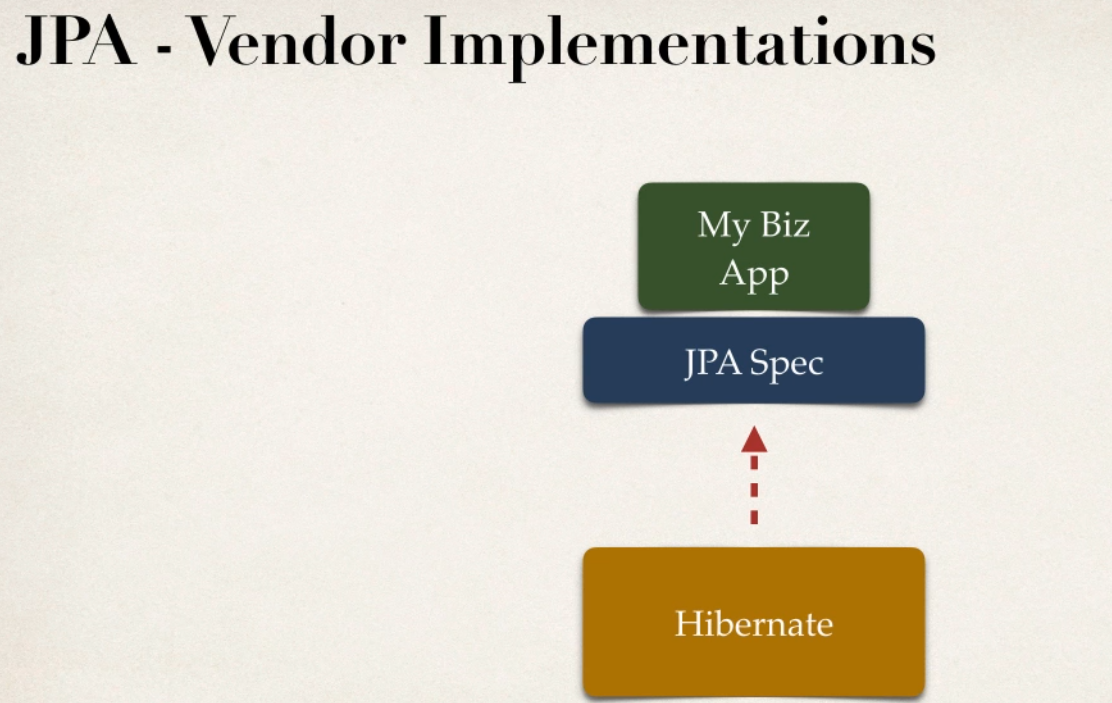 JPA - Vendor Implementations
My Biz
App
JPA Spec
Hibernate